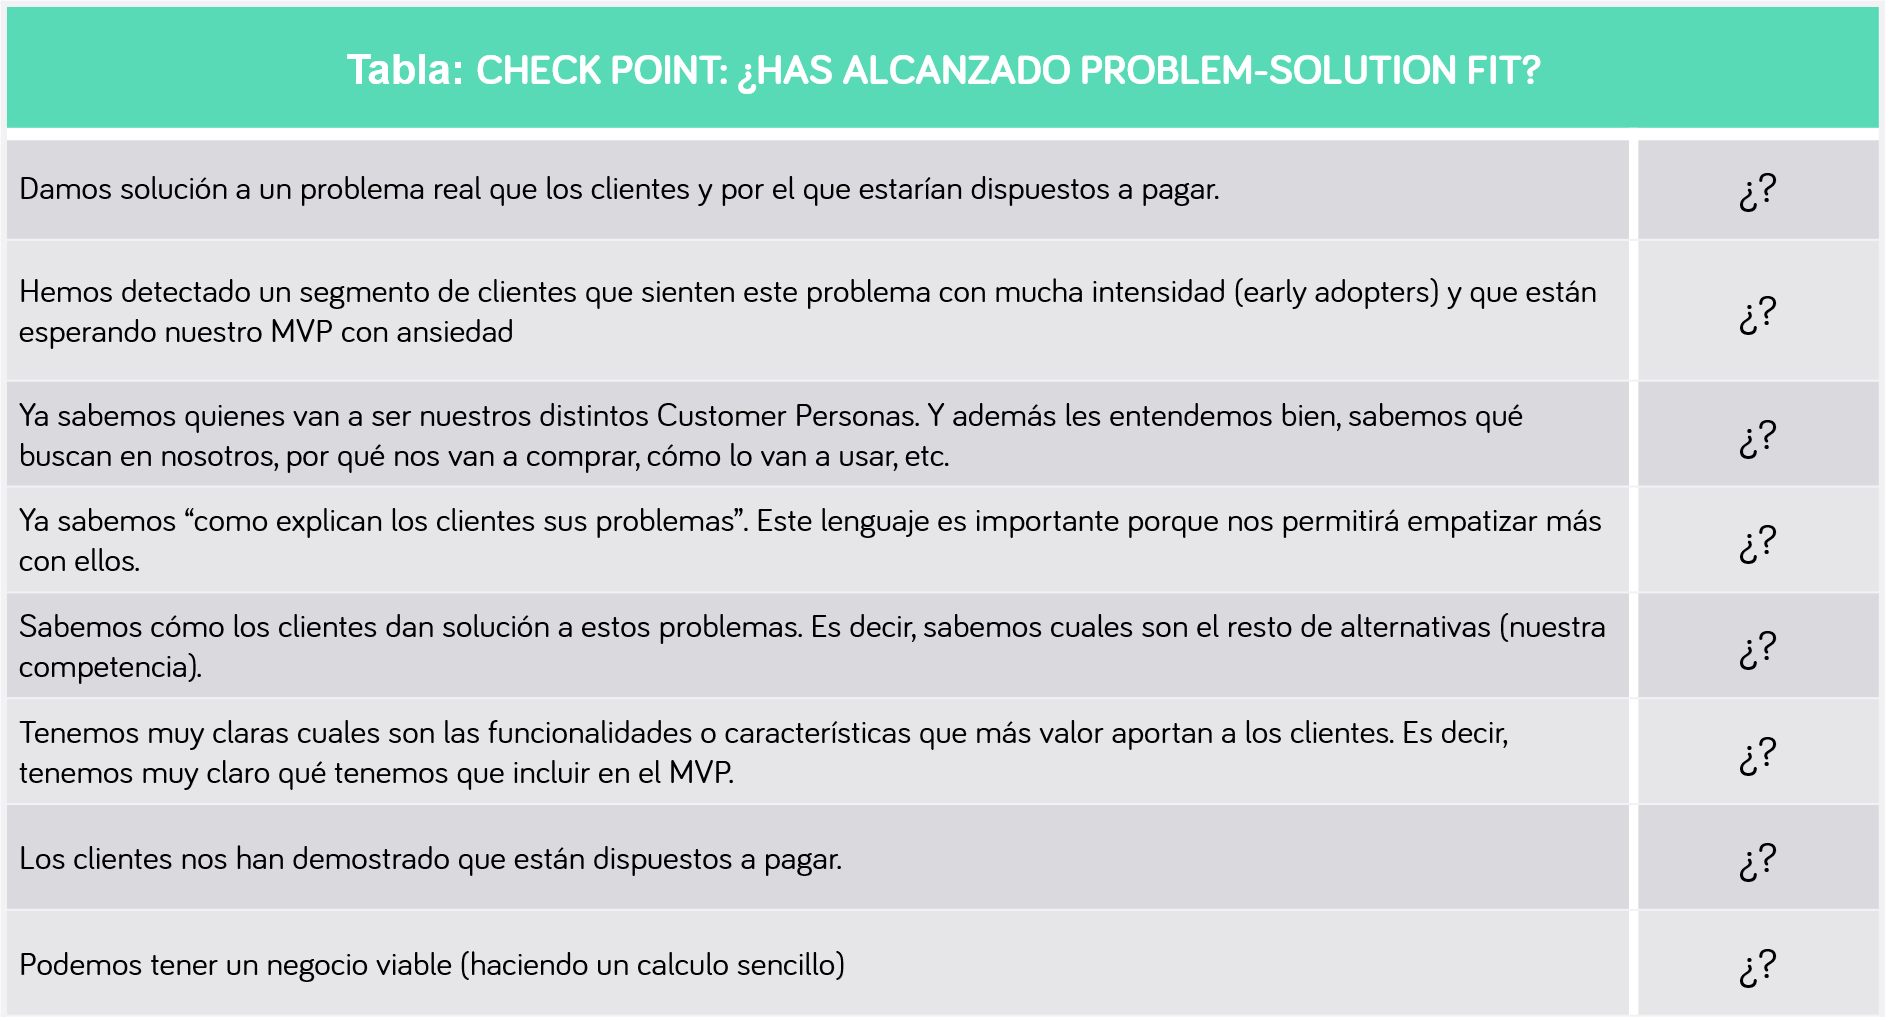 Tabla: CHECK POINT: ¿HAS ALCANZADO PROBLEM-SOLUTION FIT?
Damos solución a un problema real que los clientes y por el que estarían dispuestos a pagar.
¿?
Hemos detectado un segmento de clientes que sienten este problema con mucha intensidad (early adopters) y que están
esperando nuestro MVP con ansiedad
¿?
Ya sabemos quienes van a ser nuestros distintos Customer Personas. Y además les entendemos bien, sabemos qué
buscan en nosotros, por qué nos van a comprar, cómo lo van a usar, etc.
¿?
Ya sabemos “como explican los clientes sus problemas”. Este lenguaje es importante porque nos permitirá empatizar más
con ellos.
¿?
Sabemos cómo los clientes dan solución a estos problemas. Es decir, sabemos cuales son el resto de alternativas (nuestra
competencia).
¿?
Tenemos muy claras cuales son las funcionalidades o características que más valor aportan a los clientes. Es decir,
tenemos muy claro qué tenemos que incluir en el MVP.
¿?
Los clientes nos han demostrado que están dispuestos a pagar.
¿?
Podemos tener un negocio viable (haciendo un calculo sencillo)
¿?